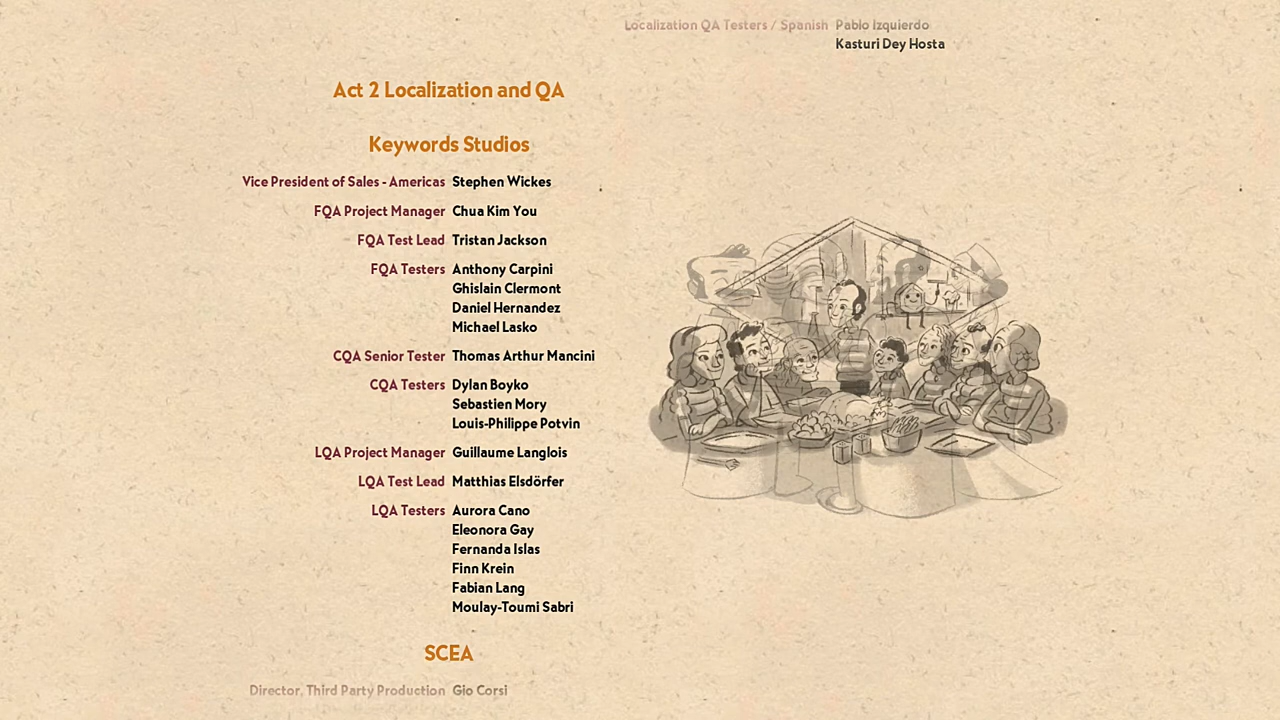 Localization QA Testers / Spanish Pablo Izquierdo
Kasturi Dey Hosta
Act 2 Localization and QA
Keywords Studios
Vice President of Sales - Americas Stephen Wickes
FQA Project Manager Chua Kim You
FQA Test Lead Tristan Jackson
FQA Testers Anthony Carpini
Ghislain Clermont
Daniel Hernandez
Michael Lasko
CQA Senior Tester Thomas Arthur Mancini
CQA Testers Dylan Boyko
Sebastien Mory
Louis-Philippe Potvin
LQA Project Manager Guillaume Langlois
LQA Test Lead Matthias Elsdörfer
LQA Testers Aurora Cano
Eleonora Gay
Fernanda Islas
Finn Krein
Fabian Lang
Moulay-Toumi Sabri
SCEA
Director, Third Party Production Gio Corsi